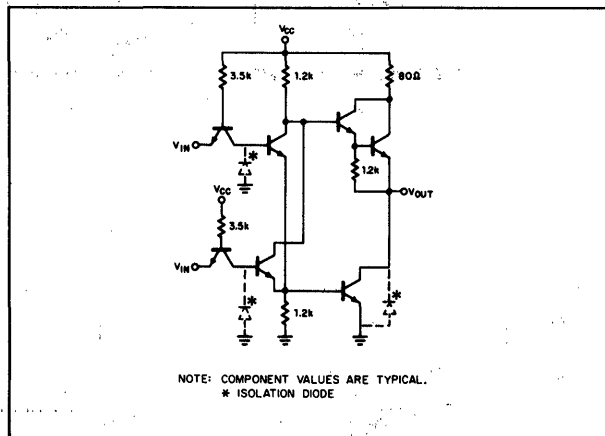 Vcc
3.5k
1.2k
80Ω
VIN
*
1.2k
VOUT
Vcc
3.5k
VIN
*
1.2k
*
NOTE: COMPONENT VALUES ARE TYPICAL.
* ISOLATION DIODE